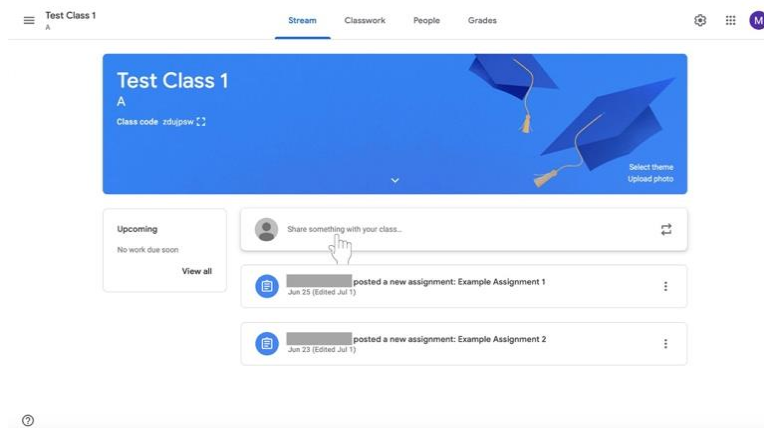 Test Class 1
A
Stream Classwork People Grades
M
Test Class 1
A
Class code zdujpsw
Select theme
Upload photo
Upcoming
No work due soon
View all
Share something with your class...
posted a new assignment: Example Assignment 1
Jun 25 (Edited Jul 1)
posted a new assignment: Example Assignment 2
Jun 23 (Edited Jul 1)
?